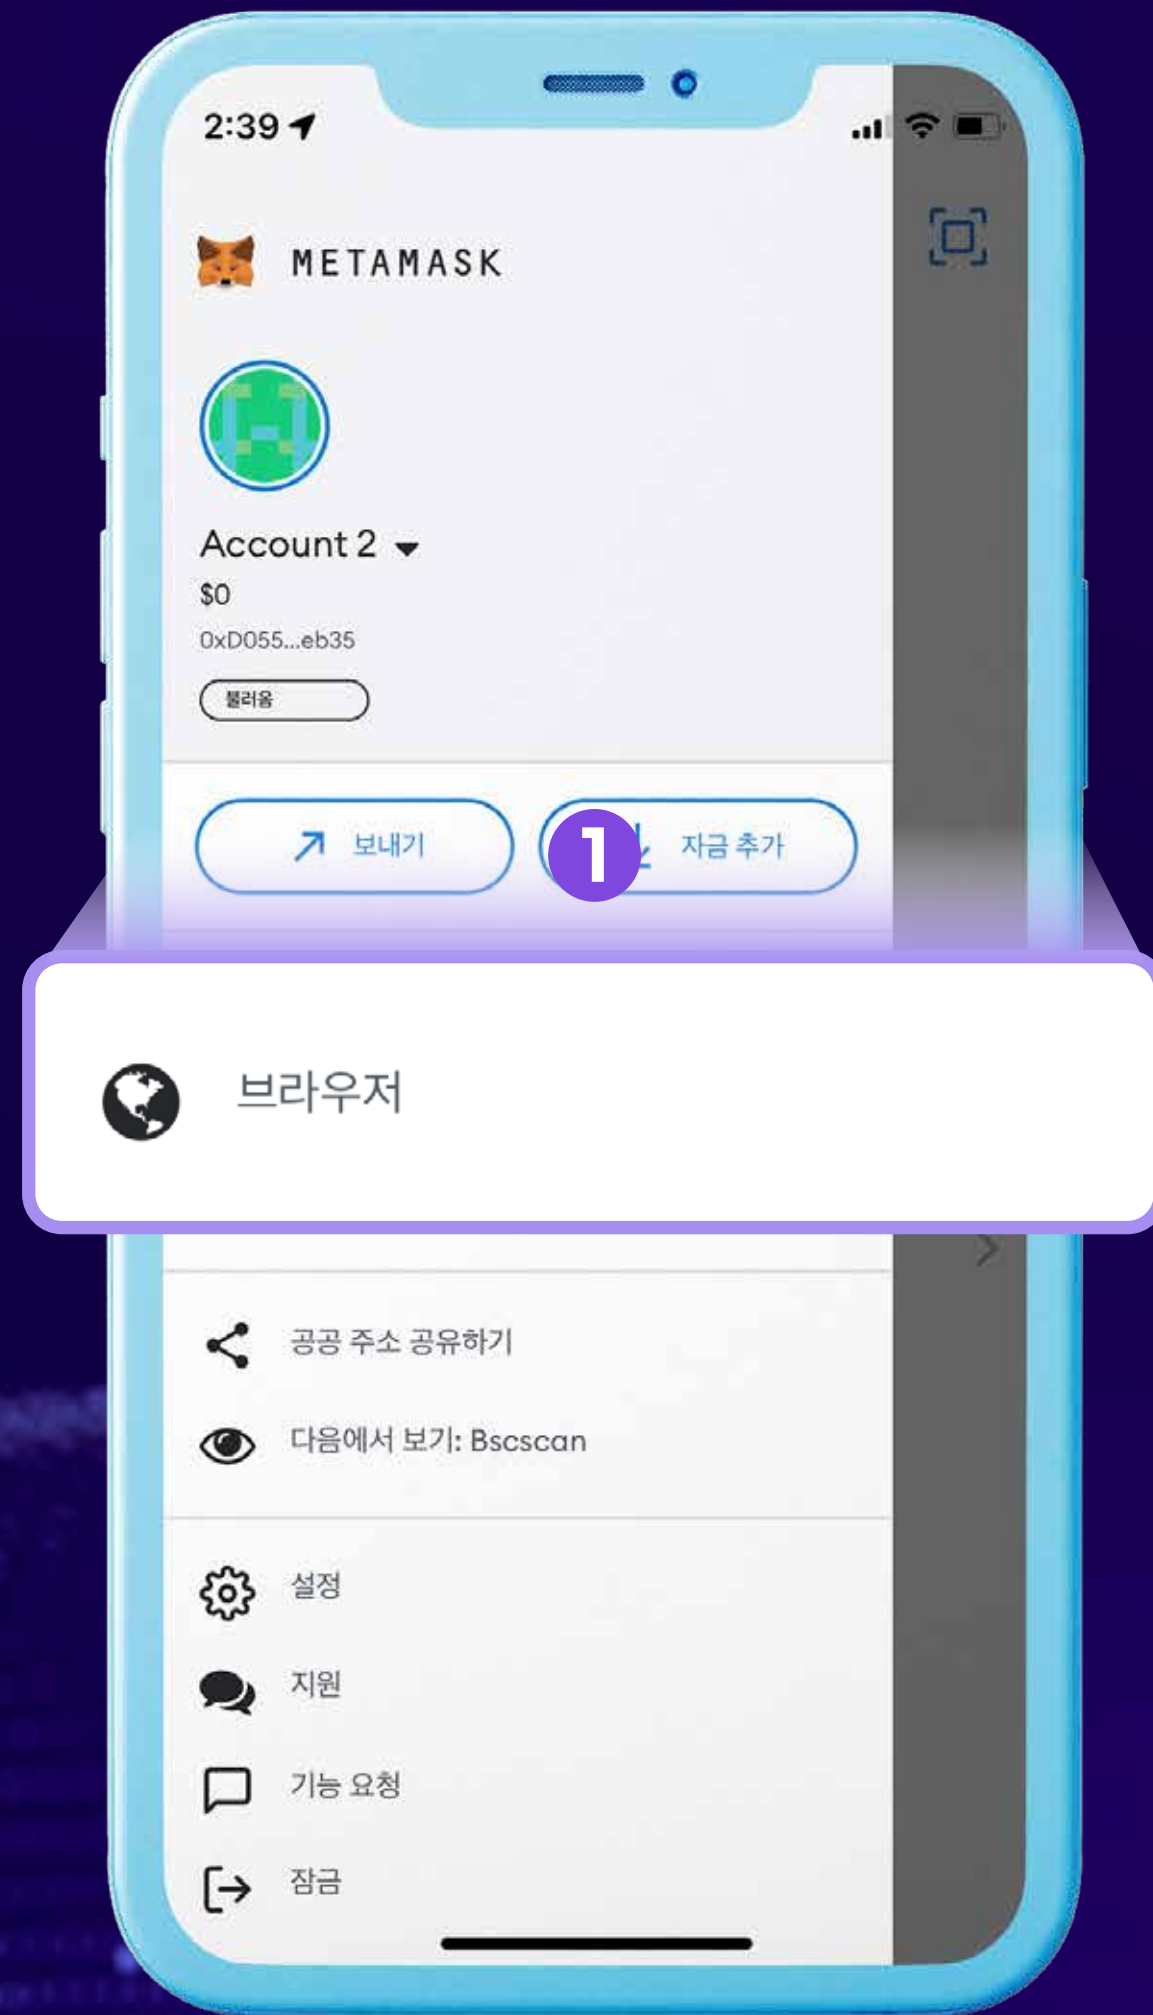 2:39
METAMASK
Account 2
$0
0xD055...eb35
불러옴
보내기
1
자금 추가
브라우저
공공 주소 공유하기
다음에서 보기: Bscscan
설정
지원
기능 요청
잠금